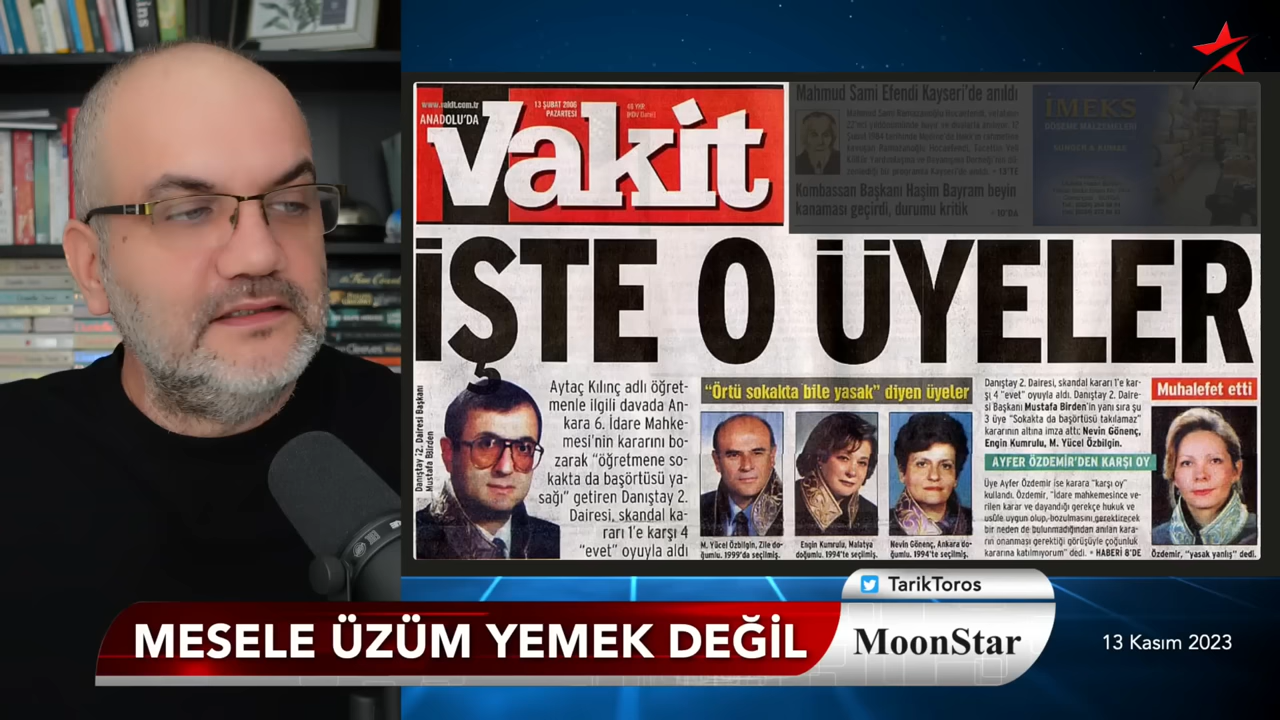 www.vakit.com.tr
13 ŞUBAT 2006
PAZARTESİ
ANADOLU'DA
Vakit
Mahmud Sami Efendi Kayseri'de anıldı
Kombassan Başkanı Haşim Bayram beyin
kanaması geçirdi, durumu kritik
İMEKS
DÖŞEME MALZEMELERİ
İŞTE O ÜYELER
Danıştay 2. Dairesi Başkanı
Mustafa Birden
Aytaç Kılınç adlı öğret-
menle ilgili davada An-
kara 6. İdare Mahke-
mesi'nin kararını bo-
zarak “öğretmene so-
kakta da başörtüsü ya-
sağı” getiren Danıştay 2.
Dairesi, skandal ka-
rarı 1'e karşı 4
“evet” oyuyla aldı
“Örtü sokakta bile yasak” diyen üyeler
M. Yücel Özbilgin, Zile do-
ğumlu. 1999'da seçilmiş.
Engin Kumrulu, Malatya
doğumlu. 1994'te seçilmiş.
Nevin Gönenç, Ankara do-
ğumlu. 1994'te seçilmiş.
Danıştay 2. Dairesi, skandal kararı 1'e kar-
şı 4 “evet” oyuyla aldı. Danıştay 2. Daire-
si Başkanı Mustafa Birden'in yanı sıra şu
3 üye “Sokakta da başörtüsü takılamaz”
kararının altına imza attı: Nevin Gönenç,
Engin Kumrulu, M. Yücel Özbilgin.
AYFER ÖZDEMİR'DEN KARŞI OY
Üye Ayfer Özdemir ise karara “karşı oy”
kullandı. Özdemir, “İdare mahkemesince ve-
rilen karar ve dayandığı gerekçe hukuk ve
usüle uygun olup, bozulmasını gerektirecek
bir neden de bulunmadığından anılan kara-
rın onanması gerektiği görüşüyle çoğunluk
kararına katılmıyorum” dedi. • HABERİ 8'DE
Muhalefet etti
Özdemir, “yasak yanlış” dedi.
TarikToros
MESELE ÜZÜM YEMEK DEĞİL
MoonStar
13 Kasım 2023